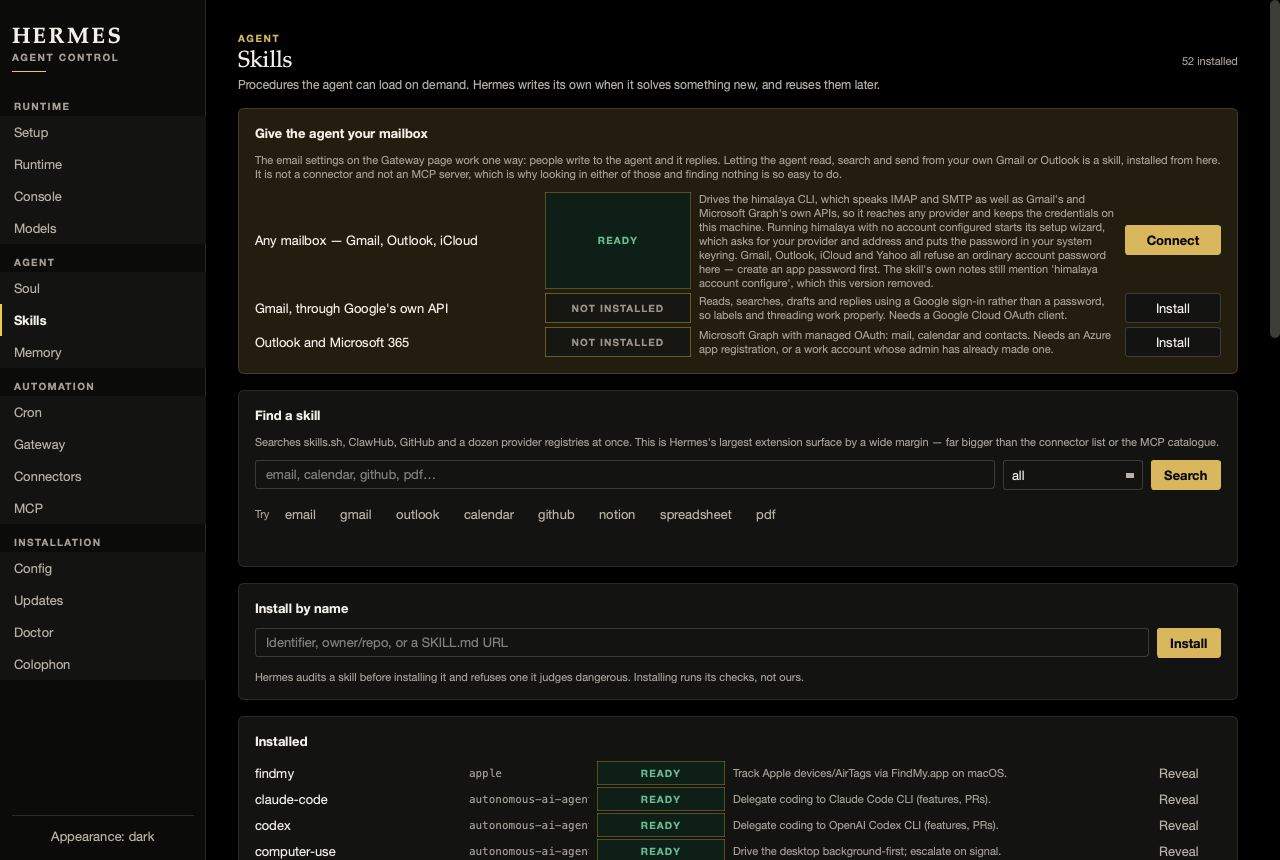 HERMES
AGENT CONTROL
RUNTIME
Setup
Runtime
Console
Models
AGENT
Soul
Skills
Memory
AUTOMATION
Cron
Gateway
Connectors
MCP
INSTALLATION
Config
Updates
Doctor
Colophon
Appearance: dark
AGENT
Skills
52 installed
Procedures the agent can load on demand. Hermes writes its own when it solves something new, and reuses them later.
Give the agent your mailbox
The email settings on the Gateway page work one way: people write to the agent and it replies. Letting the agent read, search and send from your own Gmail or Outlook is a skill, installed from here.
It is not a connector and not an MCP server, which is why looking in either of those and finding nothing is so easy to do.
Any mailbox — Gmail, Outlook, iCloud
READY
Drives the himalaya CLI, which speaks IMAP and SMTP as well as Gmail's and
Microsoft Graph's own APIs, so it reaches any provider and keeps the credentials on
this machine. Running himalaya with no account configured starts its setup wizard,
which asks for your provider and address and puts the password in your system
keyring. Gmail, Outlook, iCloud and Yahoo all refuse an ordinary account password
here — create an app password first. The skill's own notes still mention 'himalaya
account configure', which this version removed.
Connect
Gmail, through Google's own API
NOT INSTALLED
Reads, searches, drafts and replies using a Google sign-in rather than a password,
so labels and threading work properly. Needs a Google Cloud OAuth client.
Install
Outlook and Microsoft 365
NOT INSTALLED
Microsoft Graph with managed OAuth: mail, calendar and contacts. Needs an Azure
app registration, or a work account whose admin has already made one.
Install
Find a skill
Searches skills.sh, ClawHub, GitHub and a dozen provider registries at once. This is Hermes's largest extension surface by a wide margin — far bigger than the connector list or the MCP catalogue.
email, calendar, github, pdf…
all
Search
Try email gmail outlook calendar github notion spreadsheet pdf
Install by name
Identifier, owner/repo, or a SKILL.md URL
Install
Hermes audits a skill before installing it and refuses one it judges dangerous. Installing runs its checks, not ours.
Installed
findmy apple READY Track Apple devices/AirTags via FindMy.app on macOS. Reveal
claude-code autonomous-ai-agen READY Delegate coding to Claude Code CLI (features, PRs). Reveal
codex autonomous-ai-agen READY Delegate coding to OpenAI Codex CLI (features, PRs). Reveal
computer-use autonomous-ai-agen READY Drive the desktop background-first; escalate on signal. Reveal